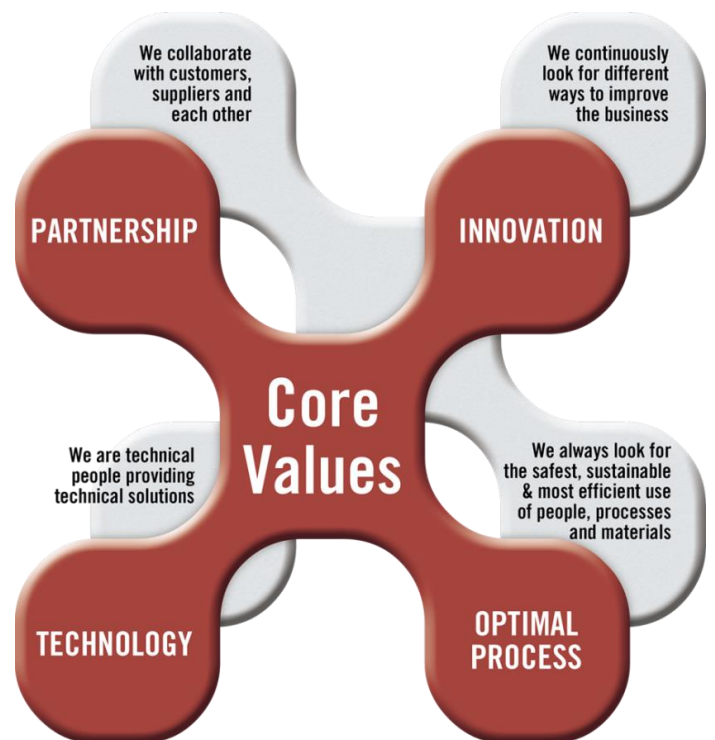 We collaborate
with customers,
suppliers and
each other
We continuously
look for different
ways to improve
the business
PARTNERSHIP
INNOVATION
Core
Values
We are technical
people providing
technical solutions
We always look for
the safest, sustainable
& most efficient use
of people, processes
and materials
TECHNOLOGY
OPTIMAL
PROCESS